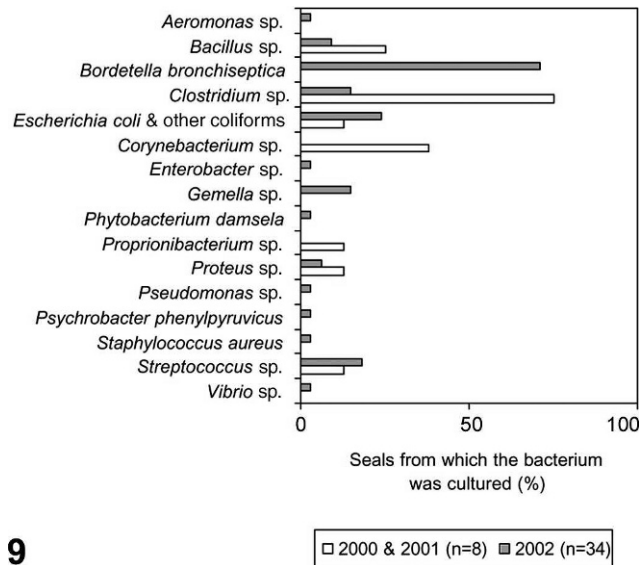 Aeromonas sp.
Bacillus sp.
Bordetella bronchiseptica
Clostridium sp.
Escherichia coli & other coliforms
Corynebacterium sp.
Enterobacter sp.
Gemella sp.
Phytobacterium damsela
Proprionibacterium sp.
Proteus sp.
Pseudomonas sp.
Psychrobacter phenylpyruvicus
Staphylococcus aureus
Streptococcus sp.
Vibrio sp.
0 50 100
Seals from which the bacterium
was cultured (%)
9
2000 & 2001 (n=8) 2002 (n=34)